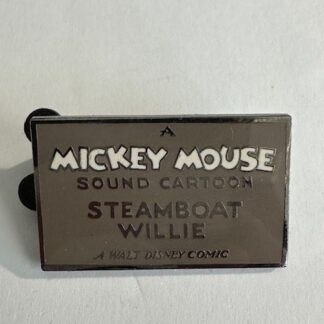 A
MICKEY MOUSE
SOUND CARTOON
STEAMBOAT
WILLIE
A WALT DISNEY COMIC